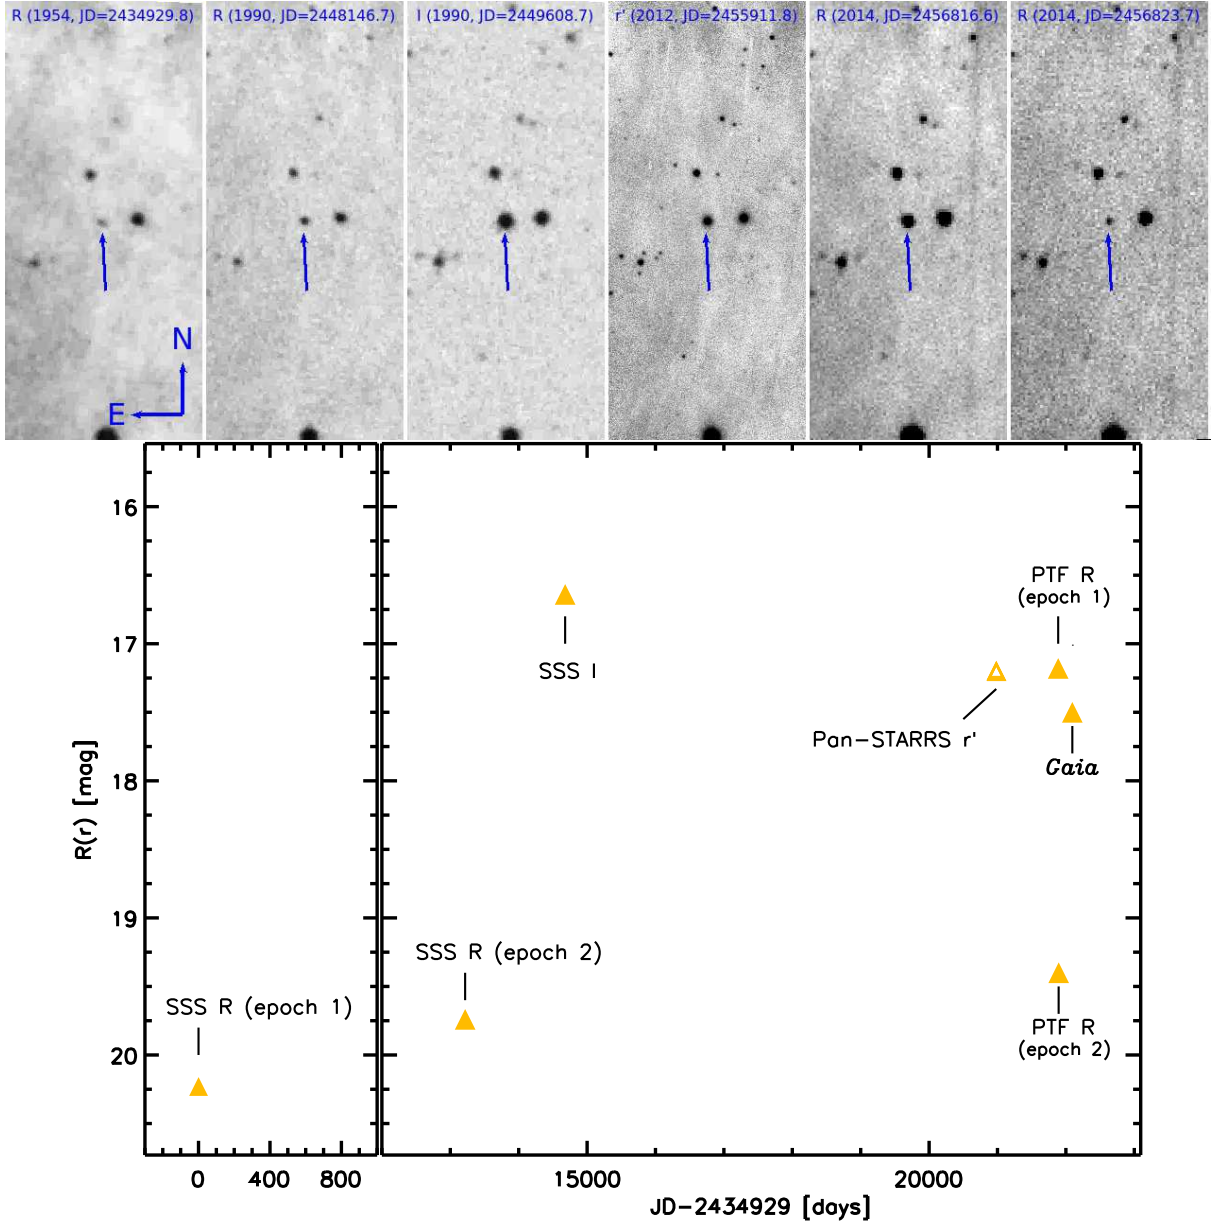 R (1954, JD=2434929.8)
R (1990, JD=2448146.7)
I (1990, JD=2449608.7)
r' (2012, JD=2455911.8)
R (2014, JD=2456816.6)
R (2014, JD=2456823.7)
N
E
16
17
18
19
20
R(r) [mag]
PTF R
(epoch 1)
SSS I
Pan-STARRS r'
Gaia
SSS R (epoch 2)
SSS R (epoch 1)
PTF R
(epoch 2)
0
400
800
15000
20000
JD-2434929 [days]